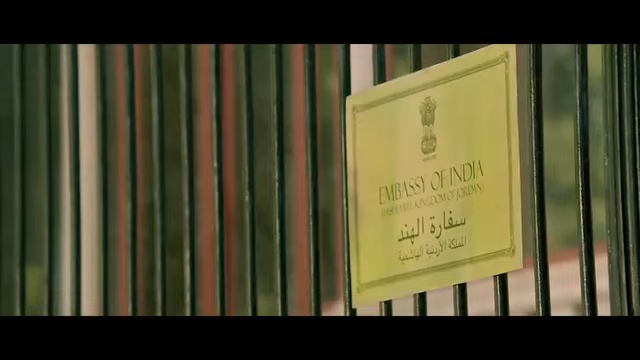 EMBASSY OF INDIA
HASHEMITE KINGDOM OF JORDAN
سفارة الهند
المملكة الأردنية الهاشمية